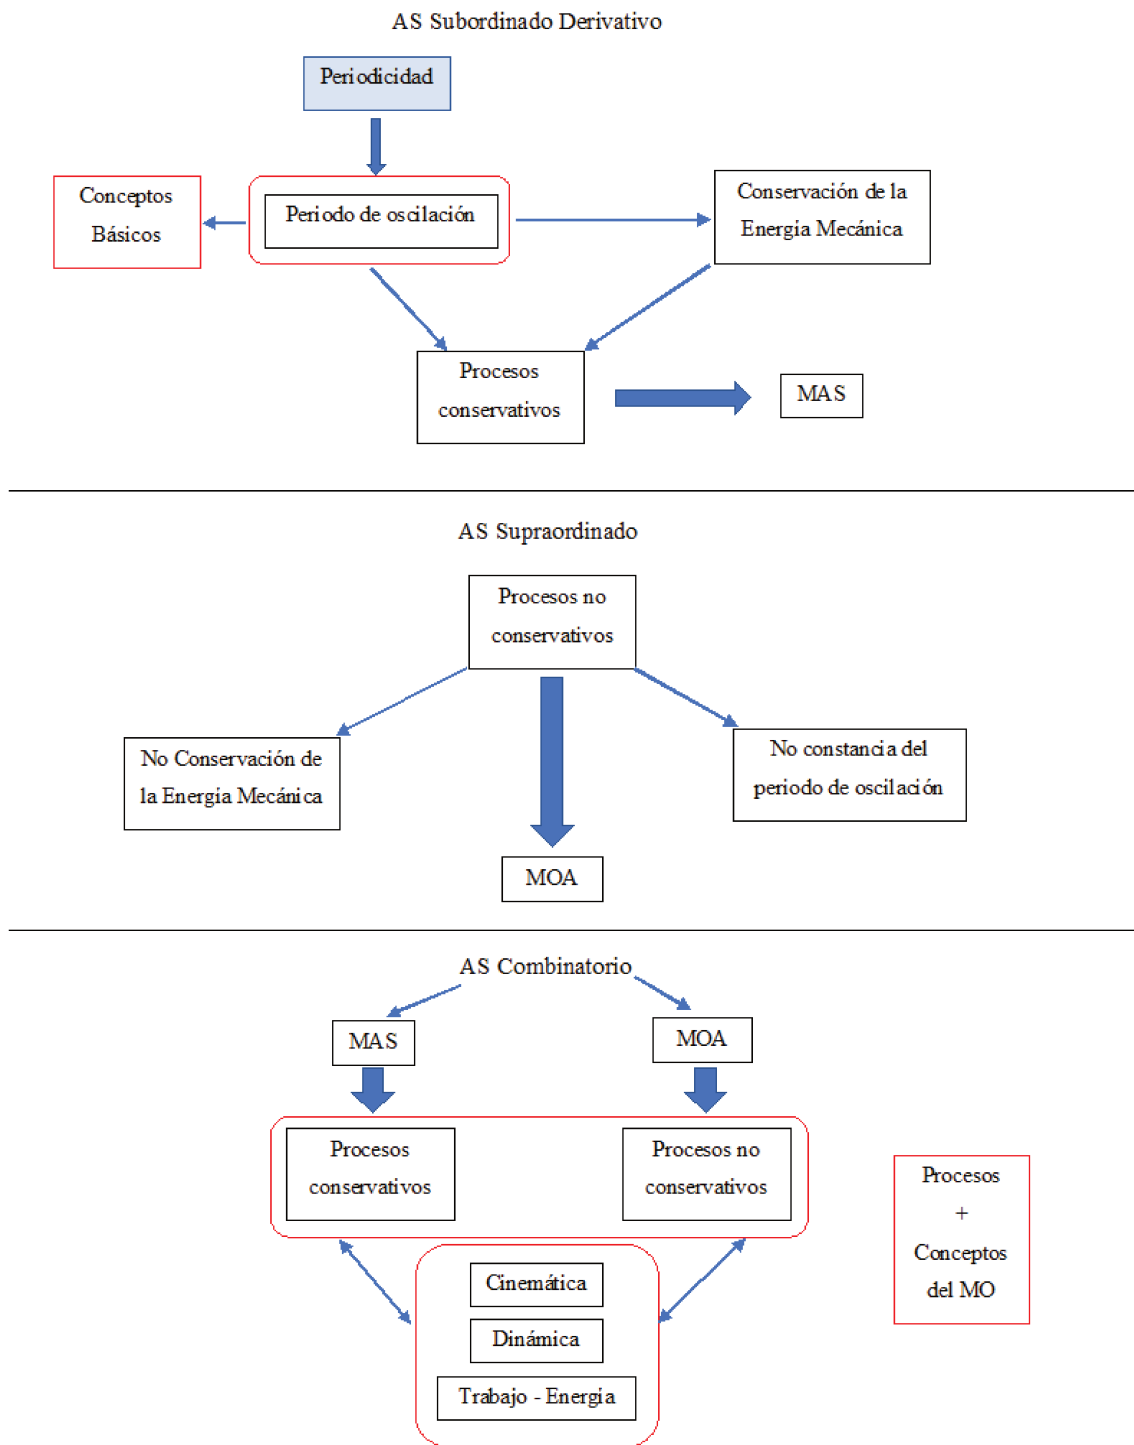 AS Subordinado Derivativo
Periodicidad
Conceptos
Básicos
Periodo de oscilación
Conservación de la
Energía Mecánica
Procesos
conservativos
MAS
AS Supraordinado
Procesos no
conservativos
No Conservación de
la Energía Mecánica
No constancia del
periodo de oscilación
MOA
AS Combinatorio
MAS
MOA
Procesos
conservativos
Procesos no
conservativos
Procesos
+
Conceptos
del MO
Cinemática
Dinámica
Trabajo - Energía